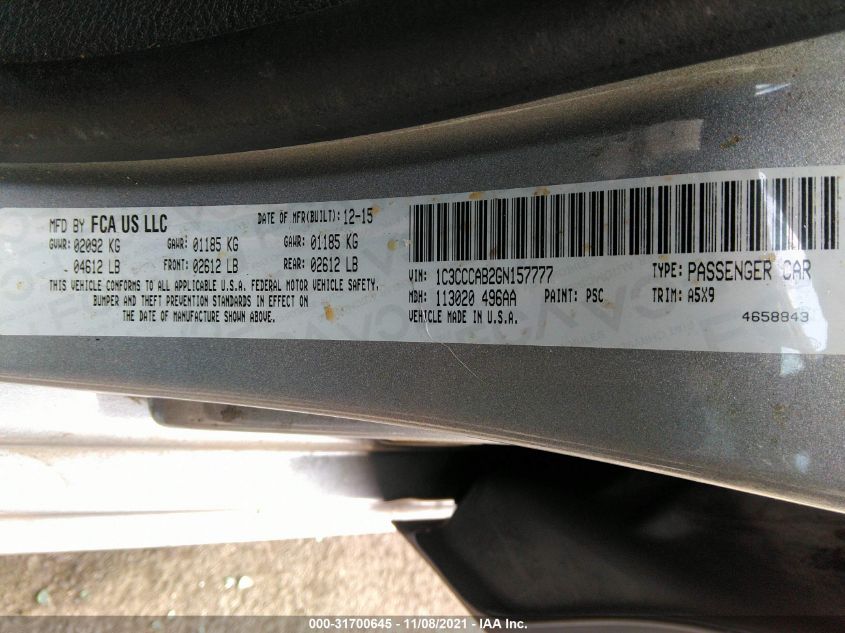 MFD BY FCA US LLC DATE OF MFR(BUILT): 12-15
GVWR: 02092 KG GAWR: 01185 KG GAWR: 01185 KG
- 04612 LB FRONT: 02612 LB REAR: 02612 LB
THIS VEHICLE CONFORMS TO ALL APPLICABLE U.S.A. FEDERAL MOTOR VEHICLE SAFETY,
BUMPER AND THEFT PREVENTION STANDARDS IN EFFECT ON
THE DATE OF MANUFACTURE SHOWN ABOVE.
VIN: 1C3CCCAB2GN157777 TYPE: PASSENGER CAR
MDH: 113020 496AA PAINT: PSC TRIM: A5X9
VEHICLE MADE IN U.S.A. 4658843
000-31700645 - 11/08/2021 - IAA Inc.